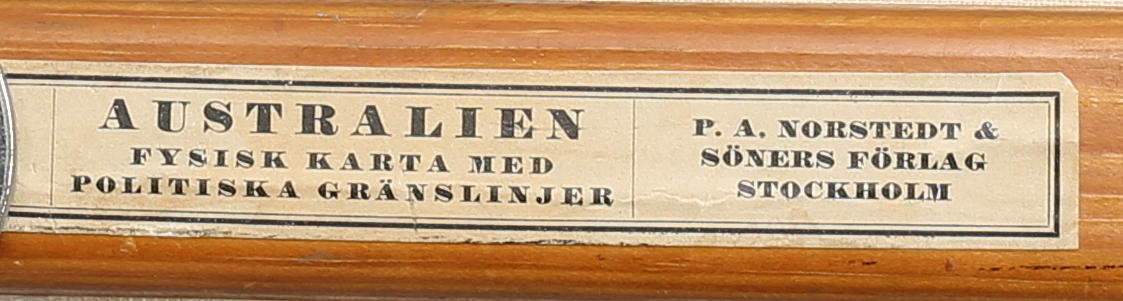 AUSTRALIEN
FYSISK KARTA MED
POLITISKA GRÄNSLINJER
P. A. NORSTEDT &
SÖNERS FÖRLAG
STOCKHOLM